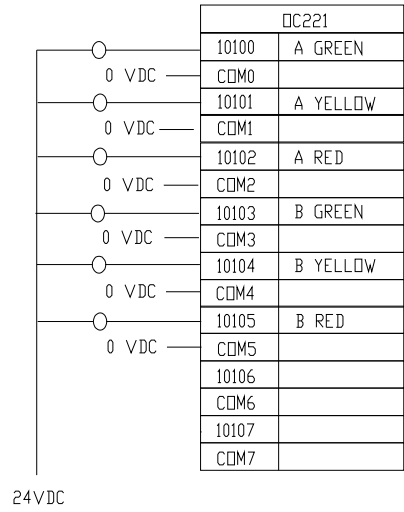 OC221
10100 A GREEN
0 VDC COM0
10101 A YELLOW
0 VDC COM1
10102 A RED
0 VDC COM2
10103 B GREEN
0 VDC COM3
10104 B YELLOW
0 VDC COM4
10105 B RED
0 VDC COM5
10106
COM6
10107
COM7
24VDC